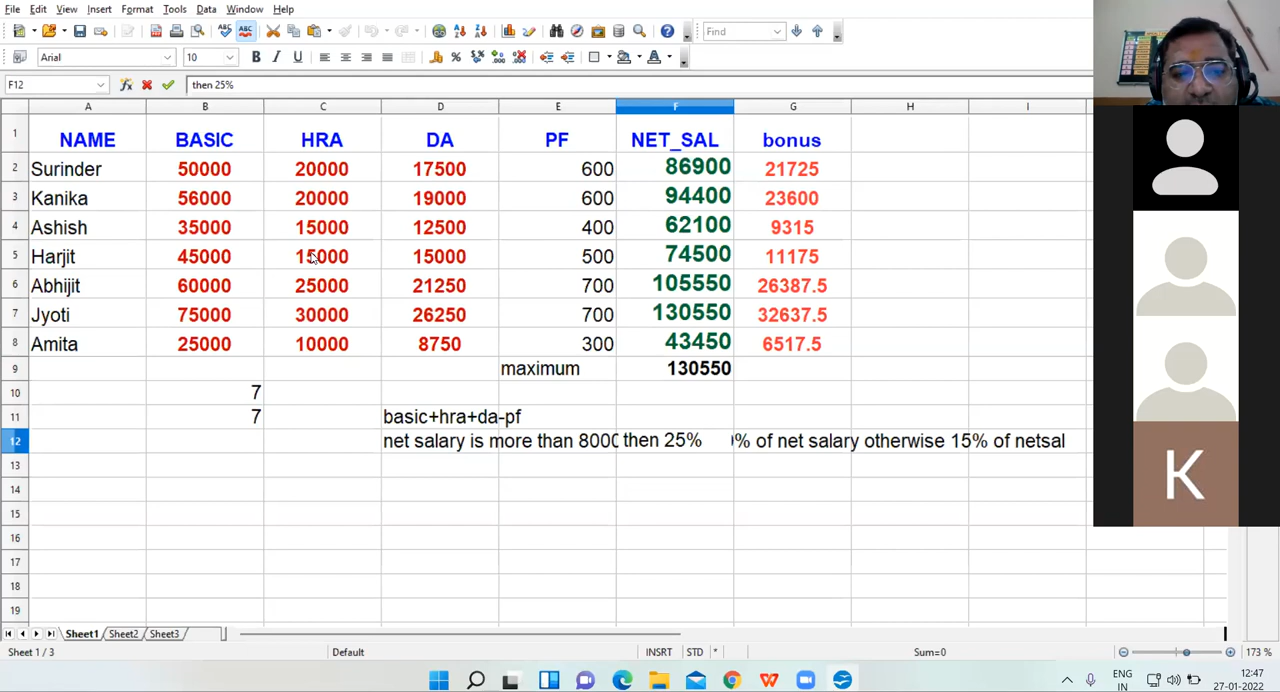 File Edit View Insert Format Tools Data Window Help
Find
Arial 10 B I U
F12 then 25%
A B C D E F G H I
1 NAME BASIC HRA DA PF NET_SAL bonus
2 Surinder 50000 20000 17500 600 86900 21725
3 Kanika 56000 20000 19000 600 94400 23600
4 Ashish 35000 15000 12500 400 62100 9315
5 Harjit 45000 15000 15000 500 74500 11175
6 Abhijit 60000 25000 21250 700 105550 26387.5
7 Jyoti 75000 30000 26250 700 130550 32637.5
8 Amita 25000 10000 8750 300 43450 6517.5
9 maximum 130550
10 7
11 7 basic+hra+da-pf
12 net salary is more than 8000 then 25% % of net salary otherwise 15% of netsal
13
14
15
16
17
18
19
K
Sheet1 Sheet2 Sheet3
Sheet 1 / 3 Default INSRT STD * Sum=0 173 %
ENG IN 12:47 27-01-2022